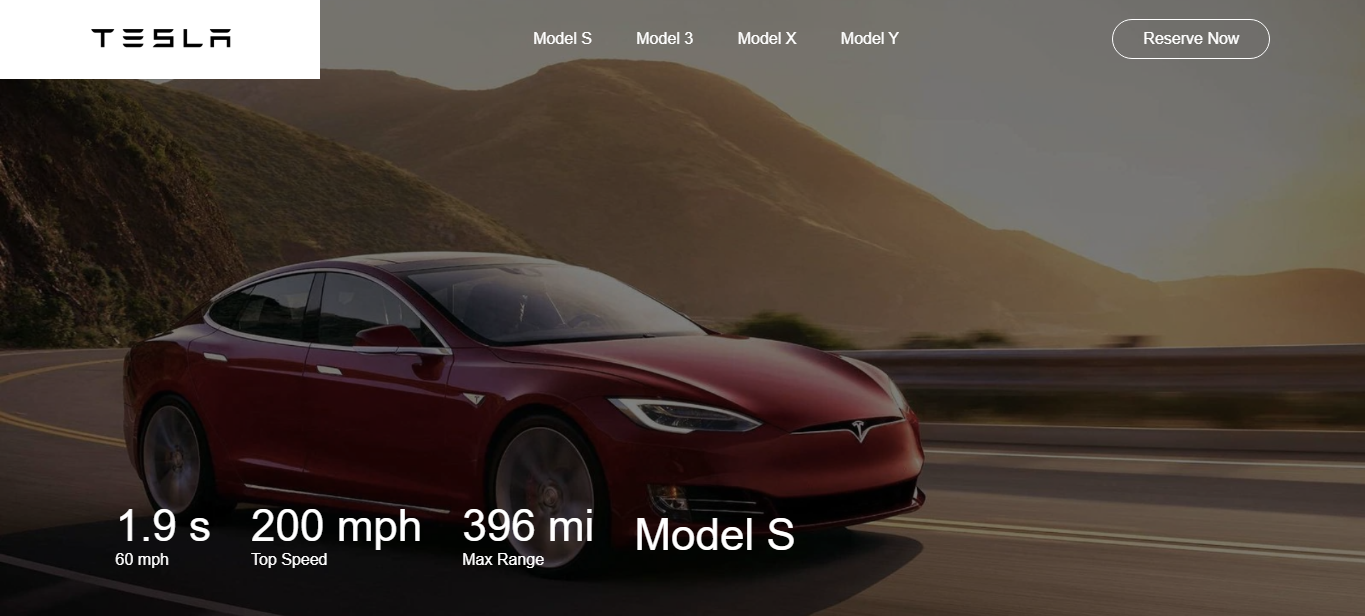 TESLA
Model S Model 3 Model X Model Y
Reserve Now
1.9 s 200 mph 396 mi Model S
60 mph Top Speed Max Range